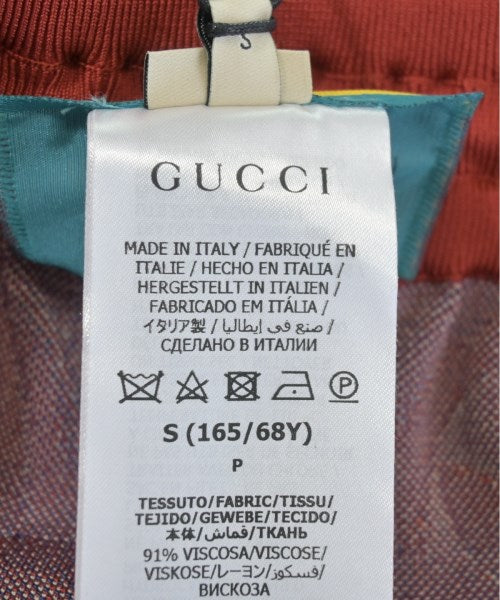 S
GUCCI
MADE IN ITALY / FABRIQUÉ EN
ITALIE / HECHO EN ITALIA /
HERGESTELLT IN ITALIEN /
FABRICADO EM ITÁLIA /
イタリア製 / صنع في إيطاليا /
СДЕЛАНО В ИТАЛИИ
P
S (165/68Y)
P
TESSUTO/FABRIC/TISSU/
TEJIDO/GEWEBE/TECIDO/
本体/قماش/ТКАНЬ
91% VISCOSA/VISCOSE/
VISKOSE/レーヨン/فسكوز/
ВИСКОЗА